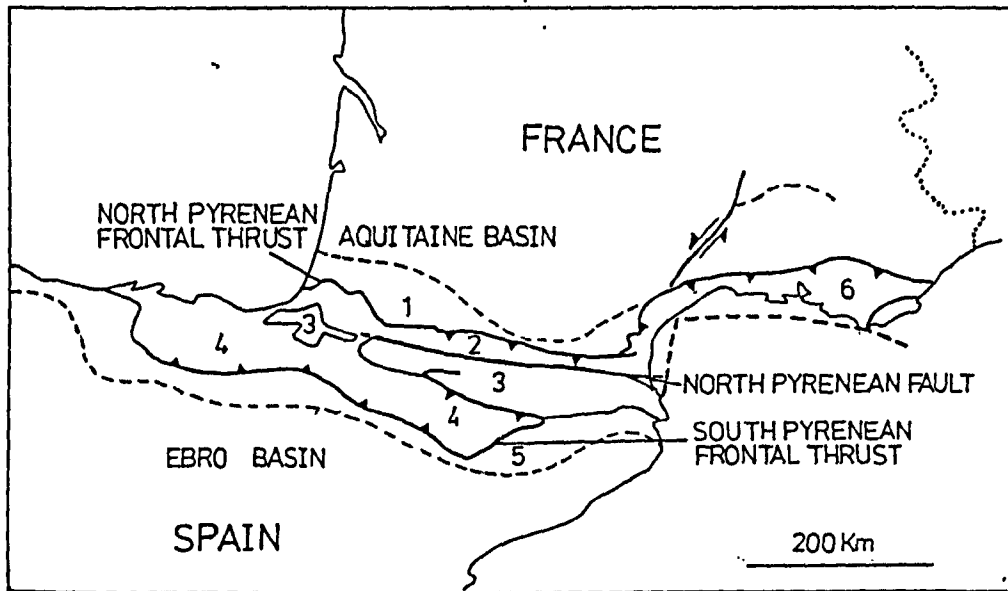 FRANCE
NORTH PYRENEAN
FRONTAL THRUST
AQUITAINE BASIN
1
6
3
2
4
3
NORTH PYRENEAN FAULT
4
SOUTH PYRENEAN
FRONTAL THRUST
EBRO BASIN
5
SPAIN
200 Km